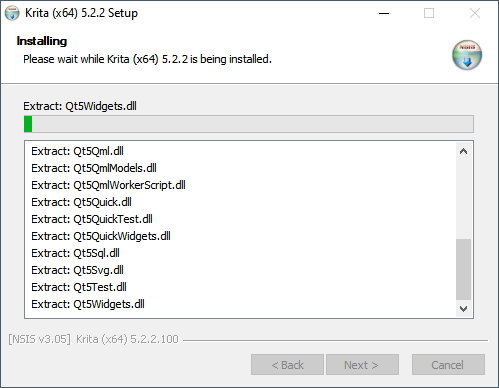 Krita (x64) 5.2.2 Setup
Installing
Please wait while Krita (x64) 5.2.2 is being installed.
NSIS
Extract: Qt5Widgets.dll
Extract: Qt5Qml.dll
Extract: Qt5QmlModels.dll
Extract: Qt5QmlWorkerScript.dll
Extract: Qt5Quick.dll
Extract: Qt5QuickTest.dll
Extract: Qt5QuickWidgets.dll
Extract: Qt5Sql.dll
Extract: Qt5Svg.dll
Extract: Qt5Test.dll
Extract: Qt5Widgets.dll
[NSIS v3.05] Krita (x64) 5.2.2.100
< Back Next > Cancel